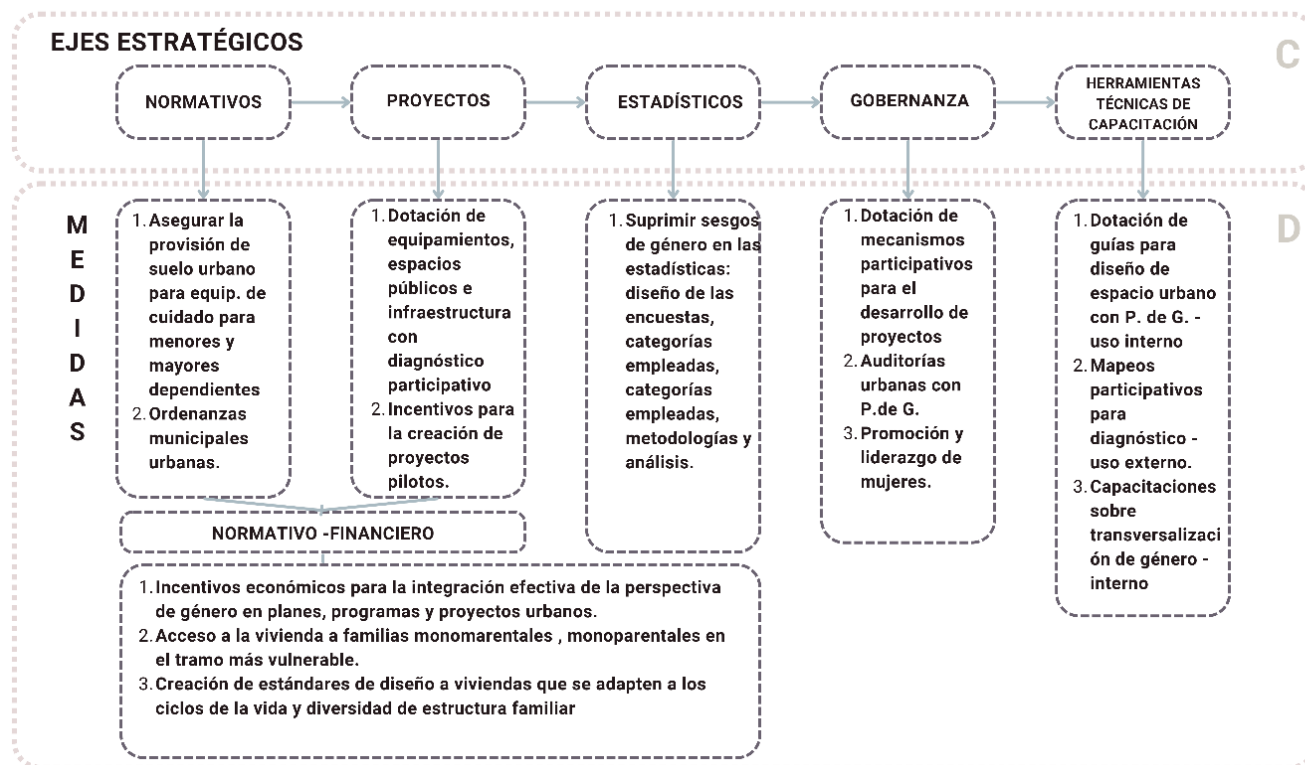 EJES ESTRATÉGICOS
C
NORMATIVOS
PROYECTOS
ESTADÍSTICOS
GOBERNANZA
HERRAMIENTAS
TÉCNICAS DE
CAPACITACIÓN
D
M
E
D
I
D
A
S
1. Asegurar la
provisión de
suelo urbano
para equip. de
cuidado para
menores y
mayores
dependientes
2. Ordenanzas
municipales
urbanas.
1. Dotación de
equipamientos,
espacios
públicos e
infraestructura
con
diagnóstico
participativo
2. Incentivos para
la creación de
proyectos
pilotos.
1. Suprimir sesgos
de género en las
estadísticas:
diseño de las
encuestas,
categorías
empleadas,
categorías
empleadas,
metodologías y
análisis.
1. Dotación de
mecanismos
participativos
para el
desarrollo de
proyectos
2. Auditorías
urbanas con
P.de G.
3. Promoción y
liderazgo de
mujeres.
1. Dotación de
guías para
diseño de
espacio urbano
con P. de G. -
uso interno
2. Mapeos
participativos
para
diagnóstico -
uso externo.
3. Capacitaciones
sobre
transversalizaci
ón de género -
interno
NORMATIVO -FINANCIERO
1. Incentivos económicos para la integración efectiva de la perspectiva
de género en planes, programas y proyectos urbanos.
2. Acceso a la vivienda a familias monomarentales , monoparentales en
el tramo más vulnerable.
3. Creación de estándares de diseño a viviendas que se adapten a los
ciclos de la vida y diversidad de estructura familiar